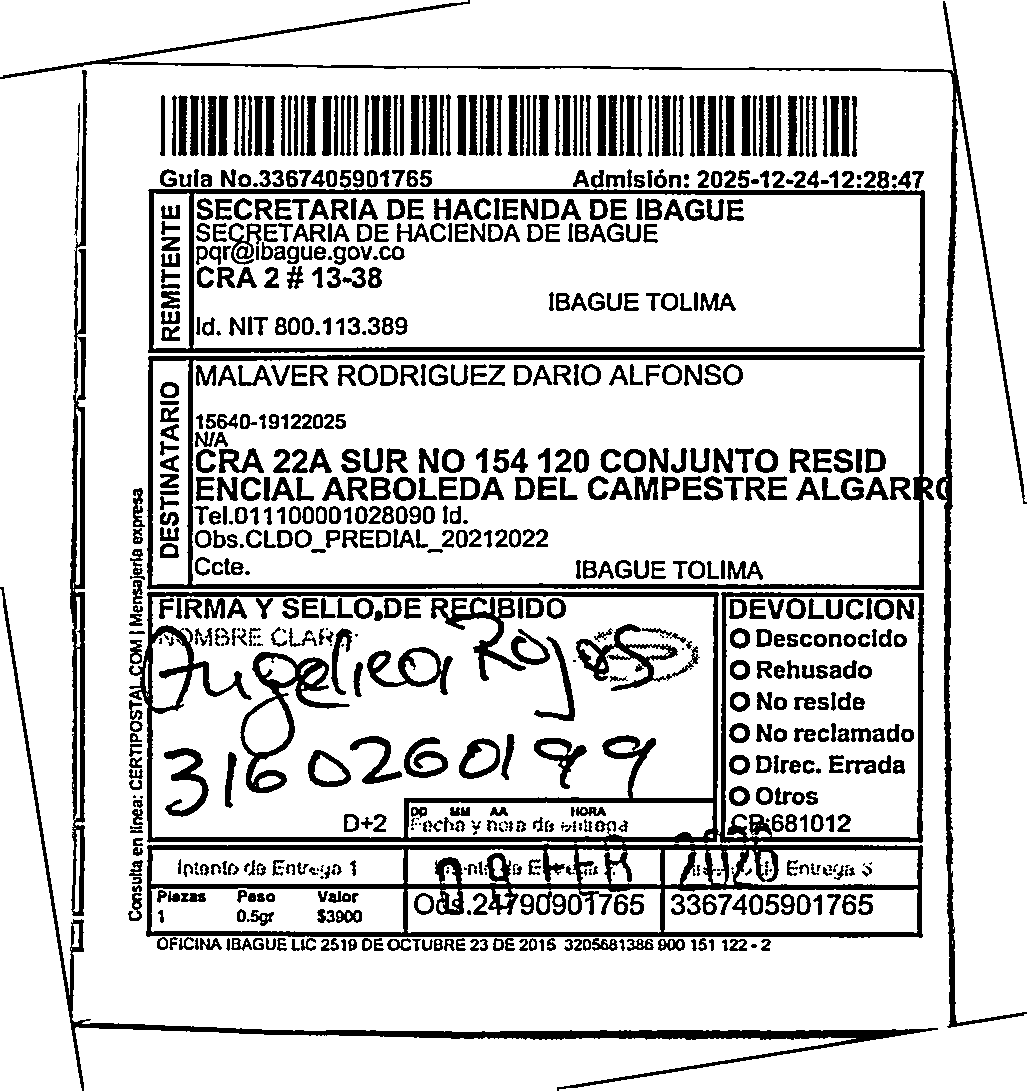 Guia No.3367405901765 Admisión: 2025-12-24-12:28:47
REMITENTE
SECRETARIA DE HACIENDA DE IBAGUE
SECRETARIA DE HACIENDA DE IBAGUE
pqr@ibague.gov.co
CRA 2 # 13-38
IBAGUE TOLIMA
Id. NIT 800.113.389
DESTINATARIO
MALAVER RODRIGUEZ DARIO ALFONSO
15640-19122025
N/A
CRA 22A SUR NO 154 120 CONJUNTO RESID
ENCIAL ARBOLEDA DEL CAMPESTRE ALGARRO
Tel.011100001028090 Id.
Obs.CLDO_PREDIAL_20212022
Ccte. IBAGUE TOLIMA
Consulta en línea: CERTIPOSTAL.COM | Mensajería expresa
FIRMA Y SELLO,DE RECIBIDO
NOMBRE CLARO
Angelica Rojas
3160260199
D+2
DD MM AA HORA
Fecha y hora de entrega
DEVOLUCION
Desconocido
Rehusado
No reside
No reclamado
Direc. Errada
Otros
CP:681012
09 FEB 2026
Intento de Entrega 1
Entrega 3
Piezas Peso Valor
1 0.5gr $3900
Ods.24790901765
3367405901765
OFICINA IBAGUE LIC 2519 DE OCTUBRE 23 DE 2015 3205681386 900 151 122 - 2